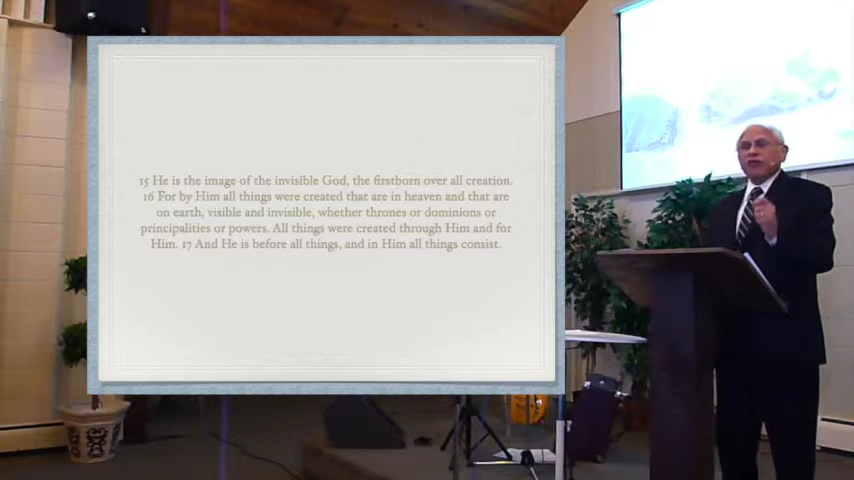 15 He is the image of the invisible God, the firstborn over all creation.
16 For by Him all things were created that are in heaven and that are
on earth, visible and invisible, whether thrones or dominions or
principalities or powers. All things were created through Him and for
Him. 17 And He is before all things, and in Him all things consist.